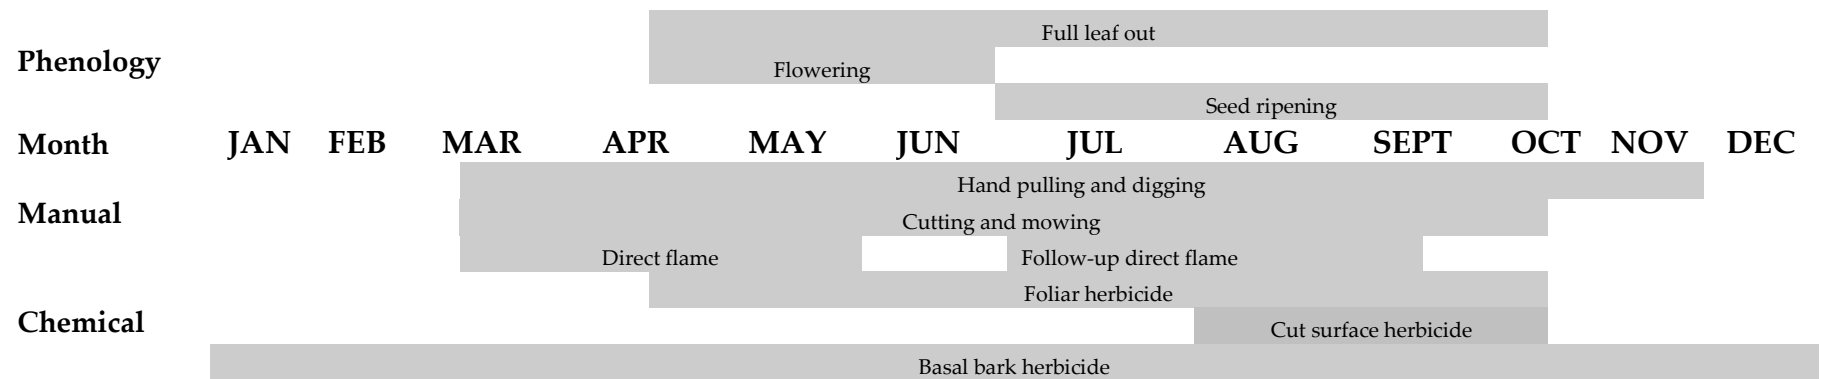 Full leaf out
Phenology
Flowering
Seed ripening
Month JAN FEB MAR APR MAY JUN JUL AUG SEPT OCT NOV DEC
Hand pulling and digging
Manual
Cutting and mowing
Direct flame Follow-up direct flame
Foliar herbicide
Chemical
Cut surface herbicide
Basal bark herbicide